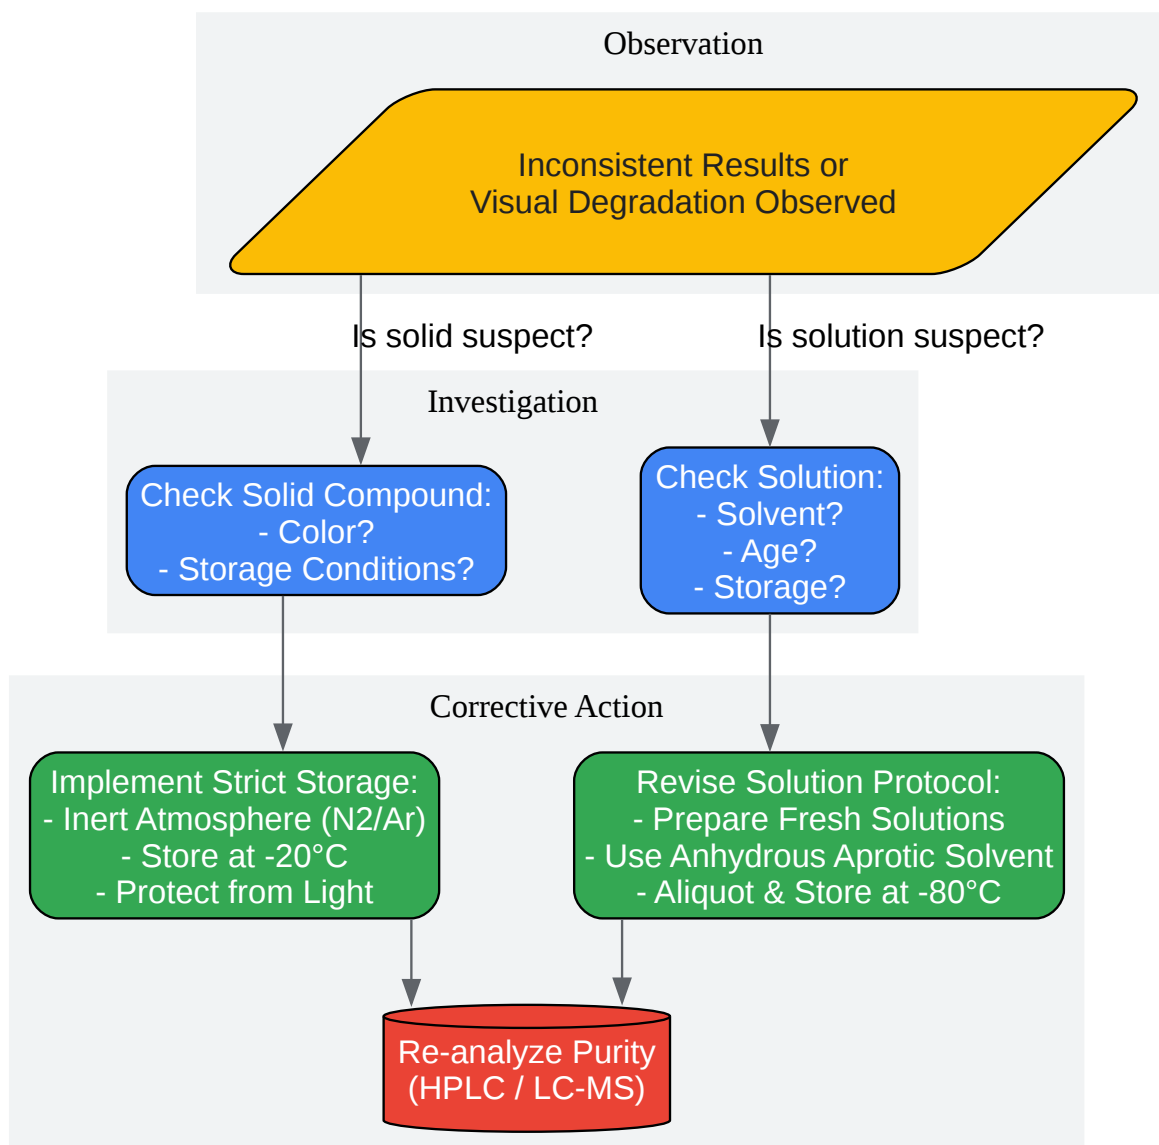 Observation
Inconsistent Results or
Visual Degradation Observed
Is solid suspect?
Is solution suspect?
Investigation
Check Solid Compound:
- Color?
- Storage Conditions?
Check Solution:
- Solvent?
- Age?
- Storage?
Corrective Action
Implement Strict Storage:
- Inert Atmosphere (N2/Ar)
- Store at -20°C
- Protect from Light
Revise Solution Protocol:
- Prepare Fresh Solutions
- Use Anhydrous Aprotic Solvent
- Aliquot & Store at -80°C
Re-analyze Purity
(HPLC / LC-MS)